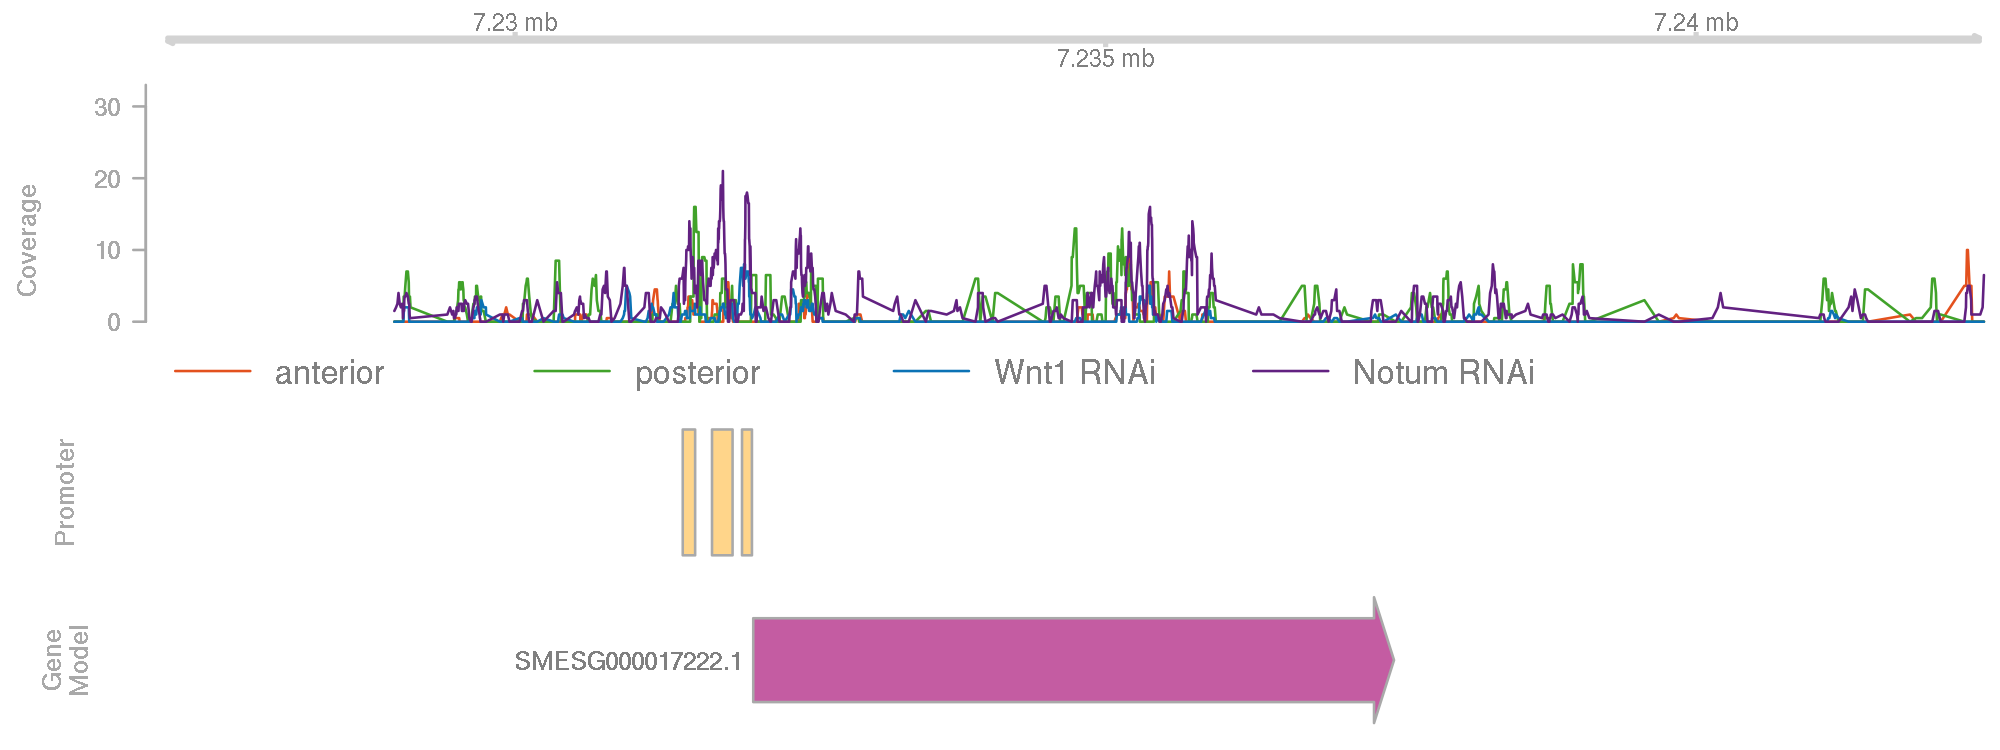 7.23 mb
7.24 mb
7.235 mb
Coverage
30
20
10
0
anterior
posterior
Wnt1 RNAi
Notum RNAi
Promoter
Gene
Model
SMESG000017222.1